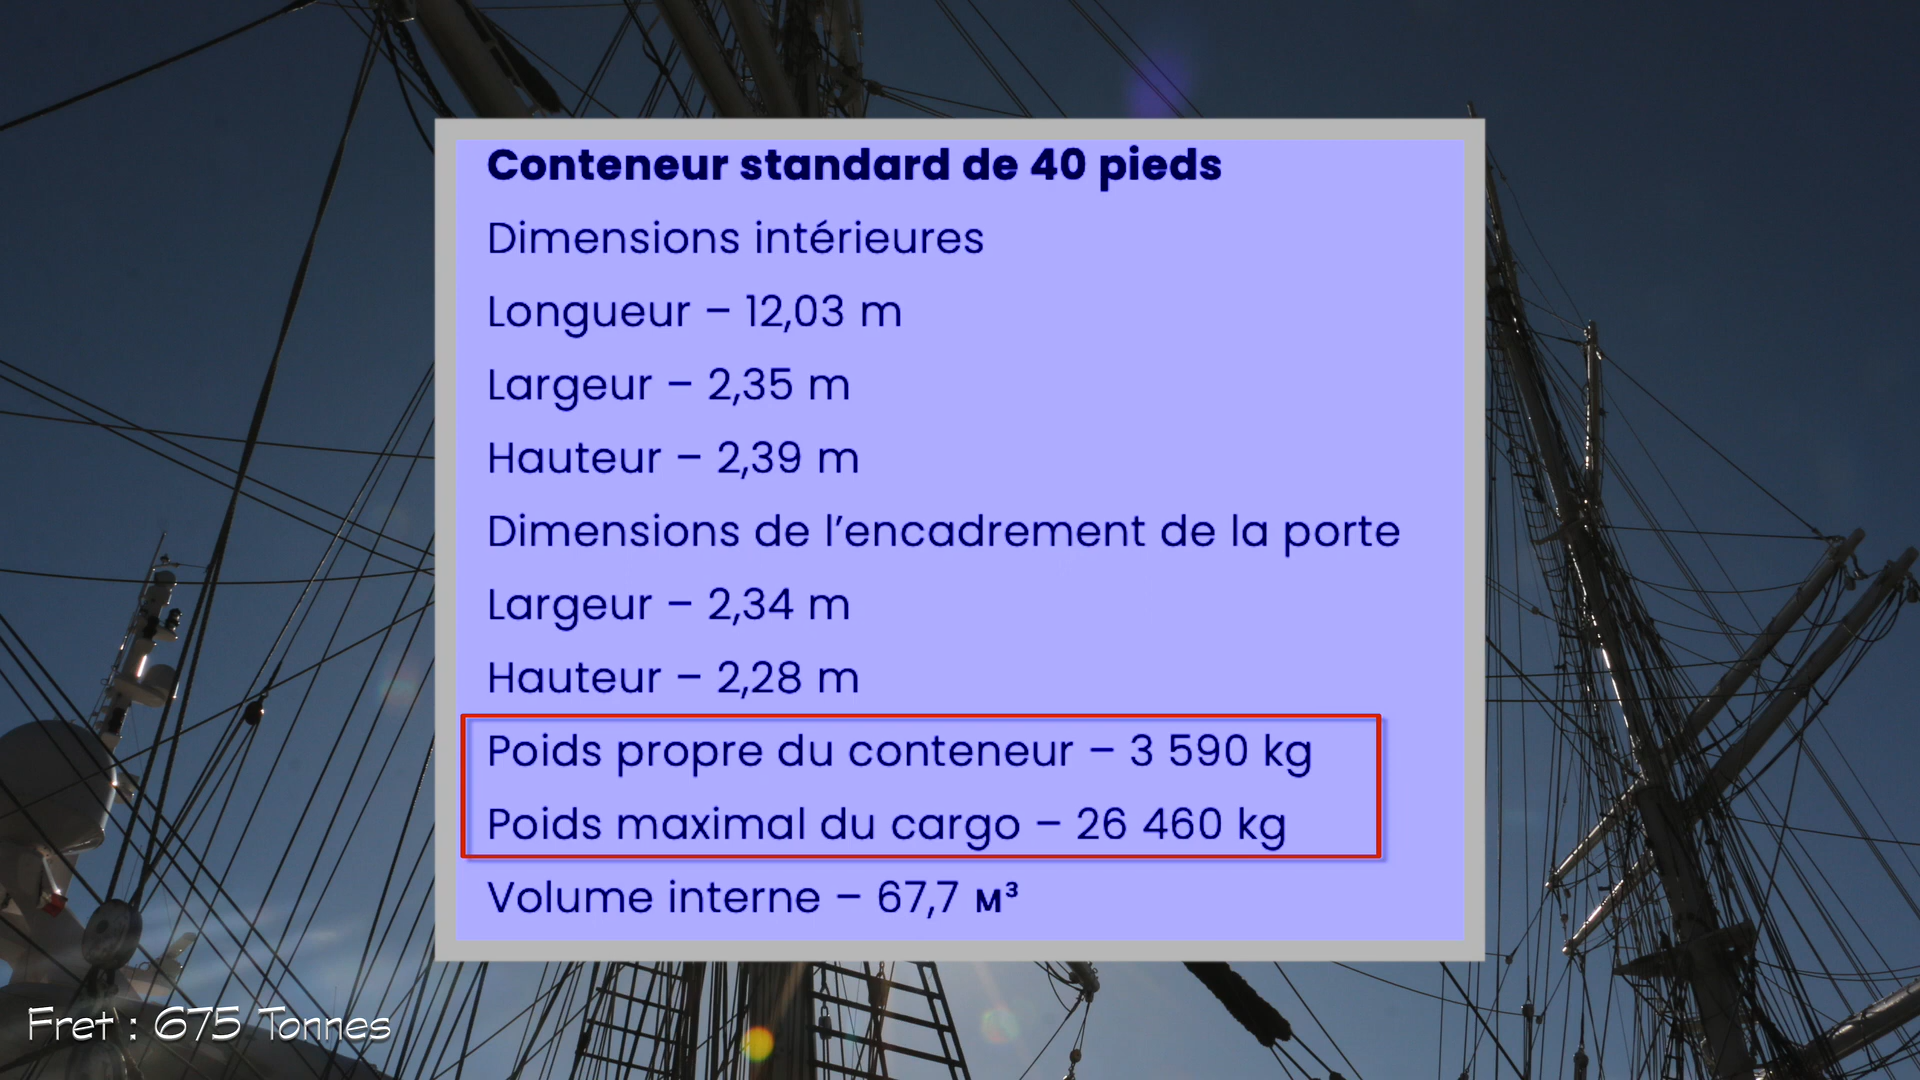 Conteneur standard de 40 pieds
Dimensions intérieures
Longueur – 12,03 m
Largeur – 2,35 m
Hauteur – 2,39 m
Dimensions de l’encadrement de la porte
Largeur – 2,34 m
Hauteur – 2,28 m
Poids propre du conteneur – 3 590 kg
Poids maximal du cargo – 26 460 kg
Volume interne – 67,7 м³
Fret : 675 Tonnes